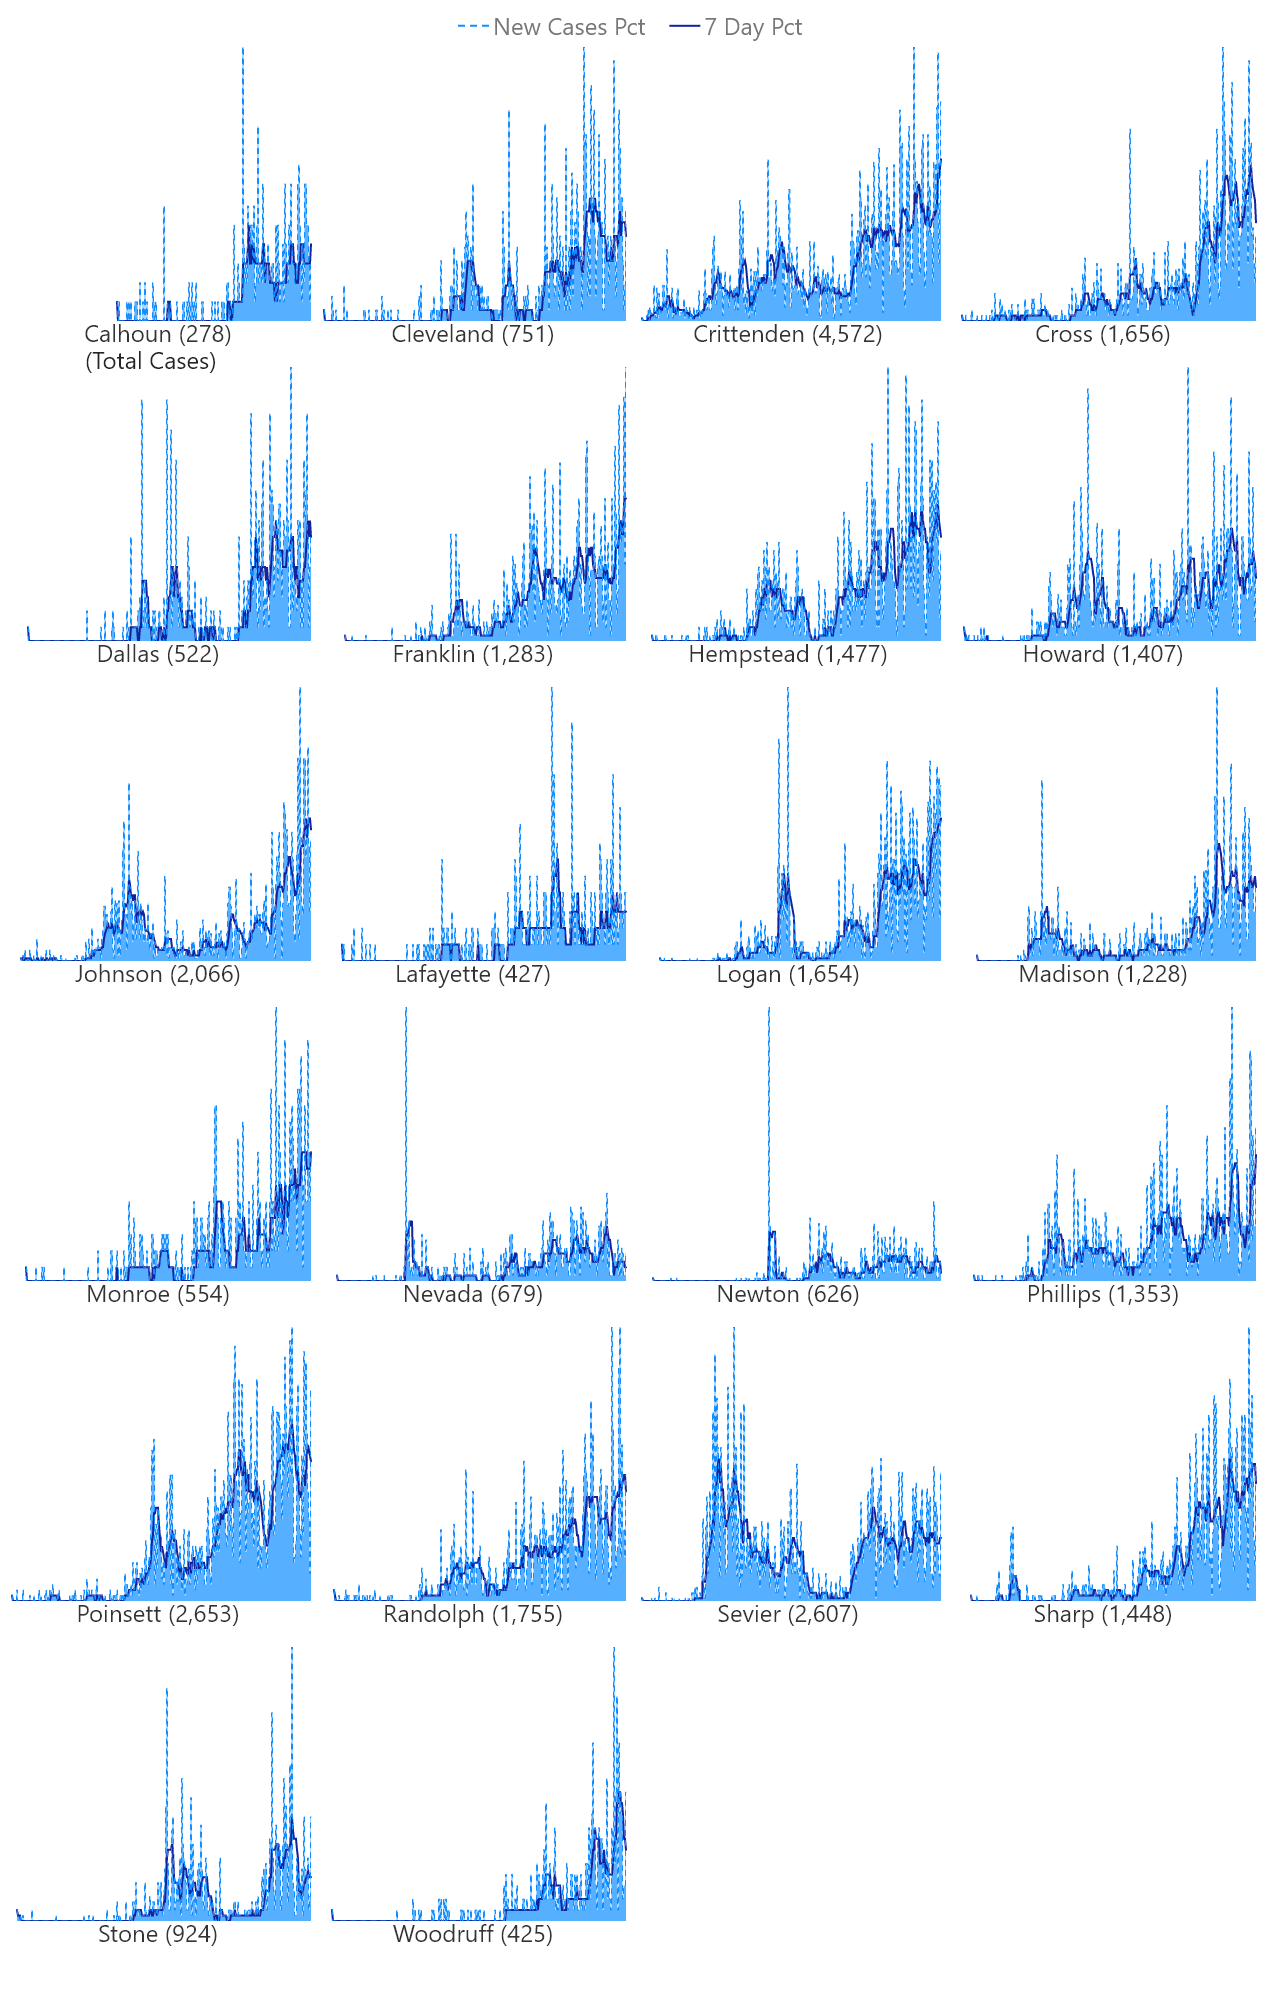 New Cases Pct 7 Day Pct
Calhoun (278) Cleveland (751) Crittenden (4,572) Cross (1,656)
(Total Cases)
Dallas (522) Franklin (1,283) Hempstead (1,477) Howard (1,407)
Johnson (2,066) Lafayette (427) Logan (1,654) Madison (1,228)
Monroe (554) Nevada (679) Newton (626) Phillips (1,353)
Poinsett (2,653) Randolph (1,755) Sevier (2,607) Sharp (1,448)
Stone (924) Woodruff (425)